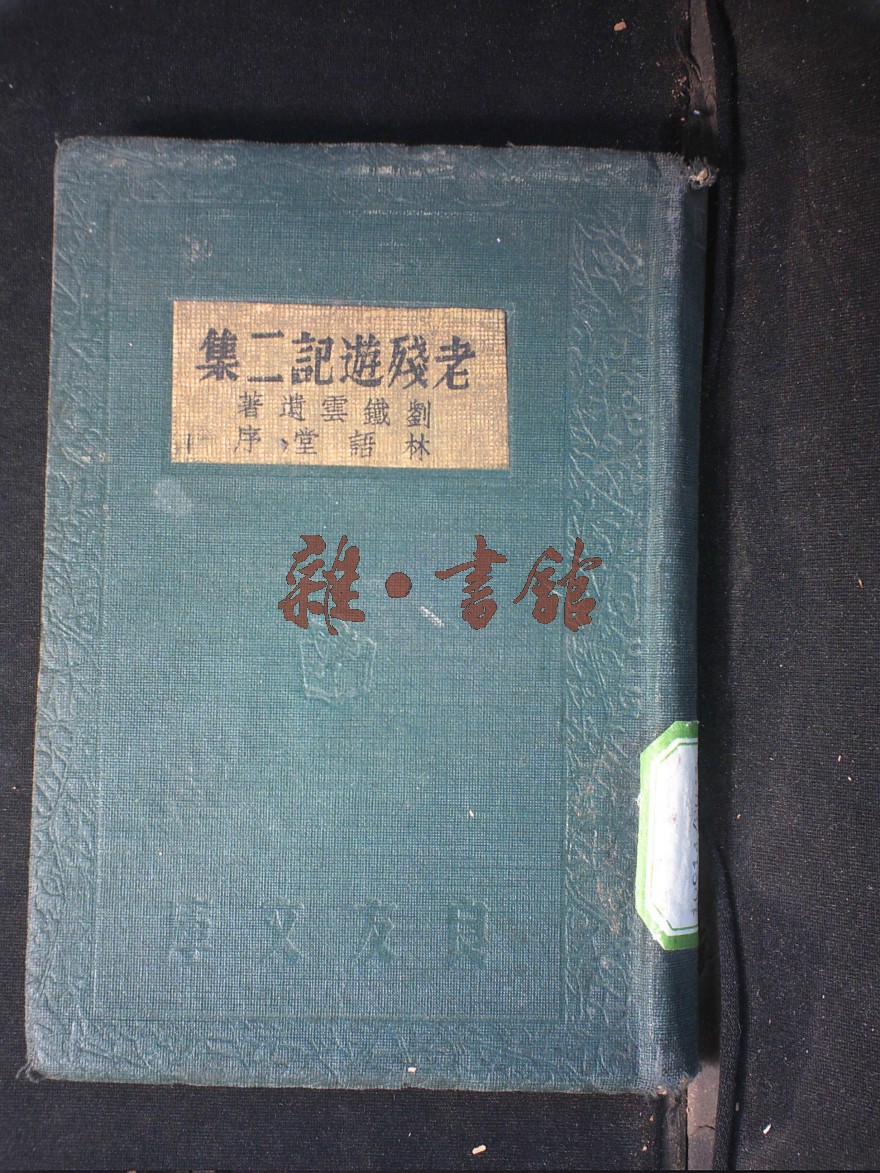 老殘遊記二集
劉鐵雲遺著
林語堂序
雜·書館
良友文庫